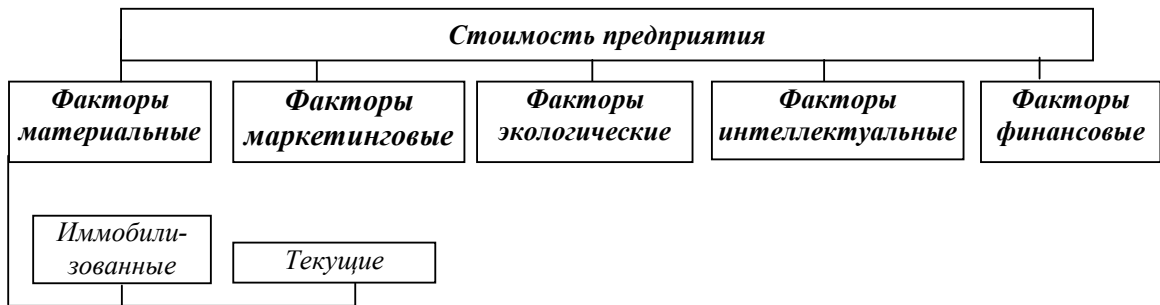 Стоимость предприятия
Факторы
материальные
Факторы
маркетинговые
Факторы
экологические
Факторы
интеллектуальные
Факторы
финансовые
Иммобили-
зованные
Текущие